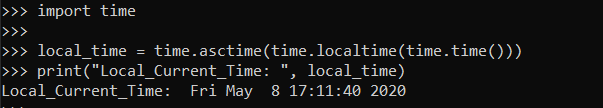 >>> import time
>>>
>>> local_time = time.asctime(time.localtime(time.time()))
>>> print("Local_Current_Time: ", local_time)
Local_Current_Time:  Fri May  8 17:11:40 2020